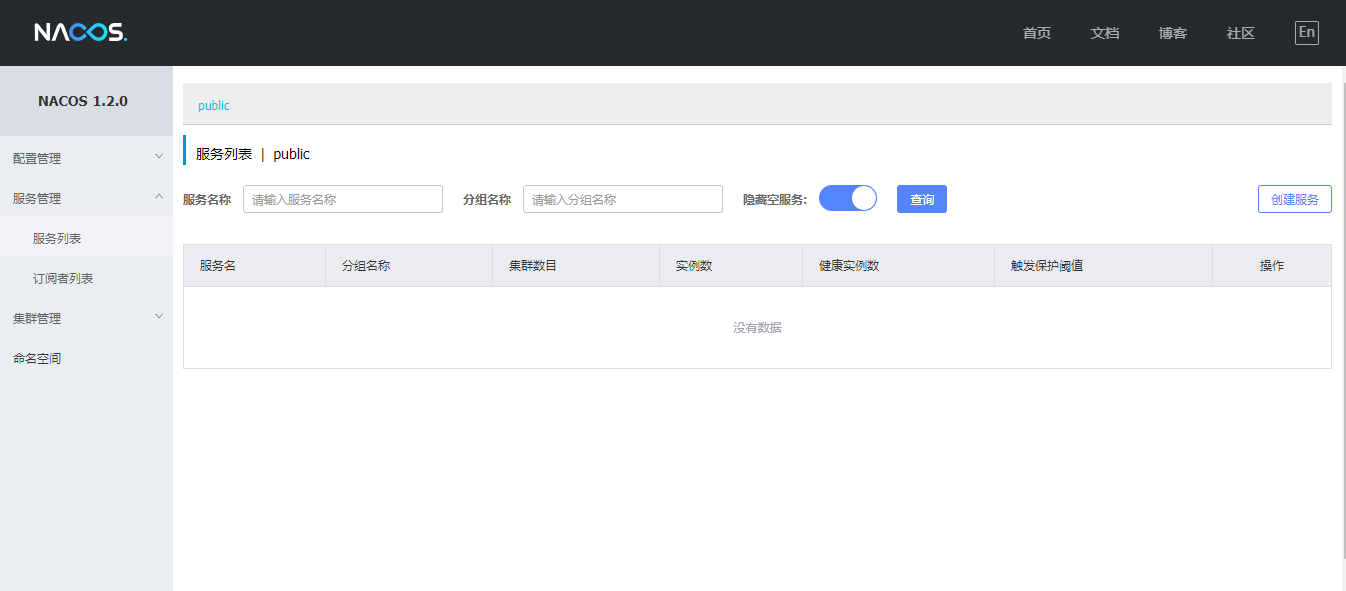 NACOS.
首页 文档 博客 社区 En
NACOS 1.2.0
配置管理
服务管理
服务列表
订阅者列表
集群管理
命名空间
public
服务列表 | public
服务名称 请输入服务名称 分组名称 请输入分组名称 隐藏空服务: 查询 创建服务
服务名 分组名称 集群数目 实例数 健康实例数 触发保护阈值 操作
没有数据